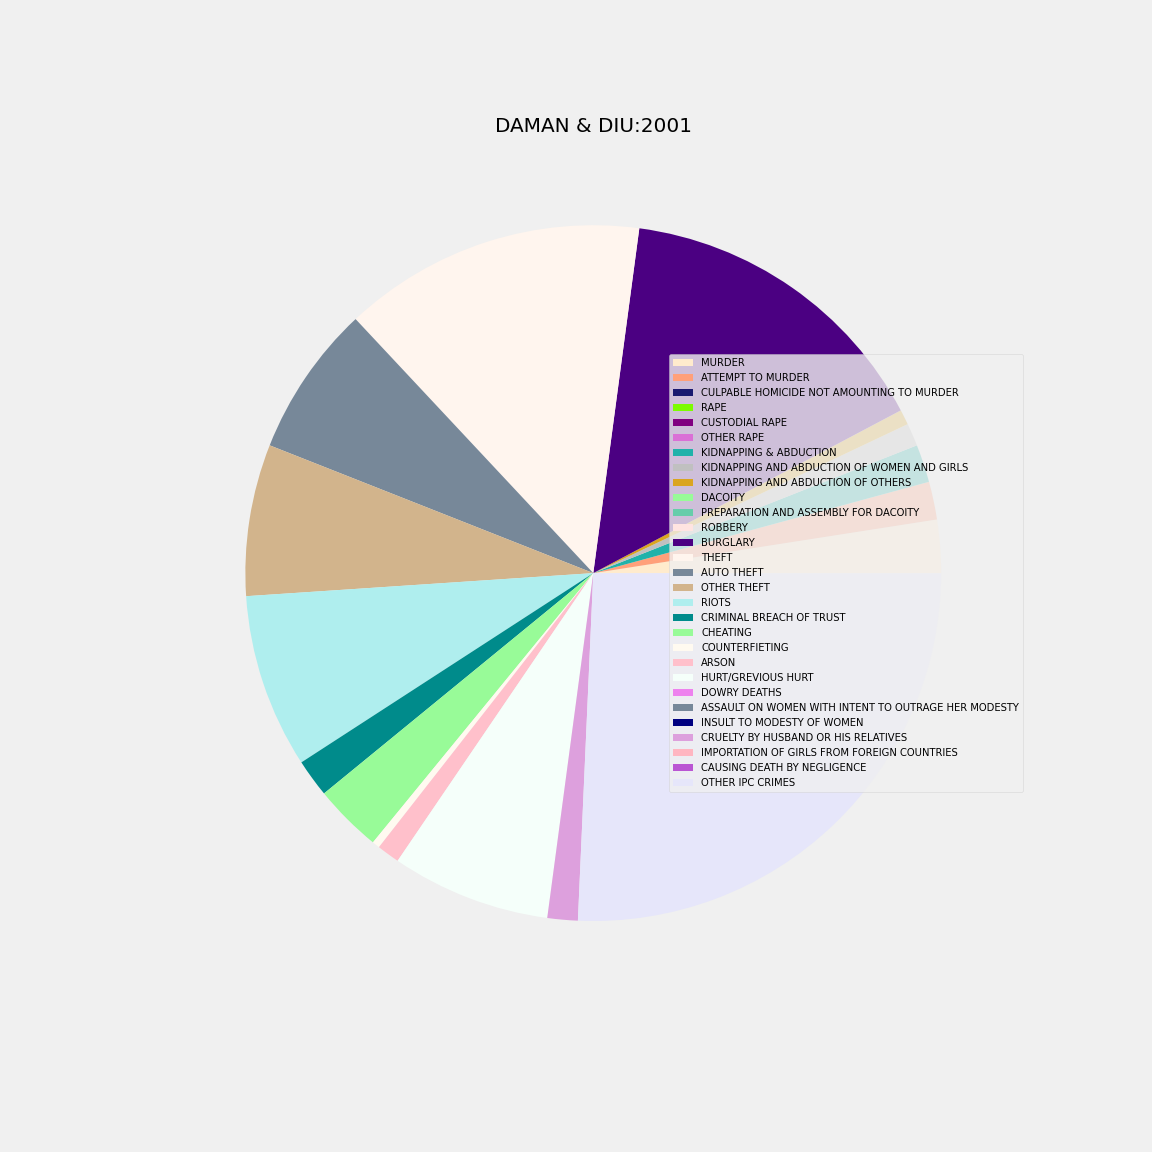 DAMAN & DIU:2001
MURDER
ATTEMPT TO MURDER
CULPABLE HOMICIDE NOT AMOUNTING TO MURDER
RAPE
CUSTODIAL RAPE
OTHER RAPE
KIDNAPPING & ABDUCTION
KIDNAPPING AND ABDUCTION OF WOMEN AND GIRLS
KIDNAPPING AND ABDUCTION OF OTHERS
DACOITY
PREPARATION AND ASSEMBLY FOR DACOITY
ROBBERY
BURGLARY
THEFT
AUTO THEFT
OTHER THEFT
RIOTS
CRIMINAL BREACH OF TRUST
CHEATING
COUNTERFIETING
ARSON
HURT/GREVIOUS HURT
DOWRY DEATHS
ASSAULT ON WOMEN WITH INTENT TO OUTRAGE HER MODESTY
INSULT TO MODESTY OF WOMEN
CRUELTY BY HUSBAND OR HIS RELATIVES
IMPORTATION OF GIRLS FROM FOREIGN COUNTRIES
CAUSING DEATH BY NEGLIGENCE
OTHER IPC CRIMES